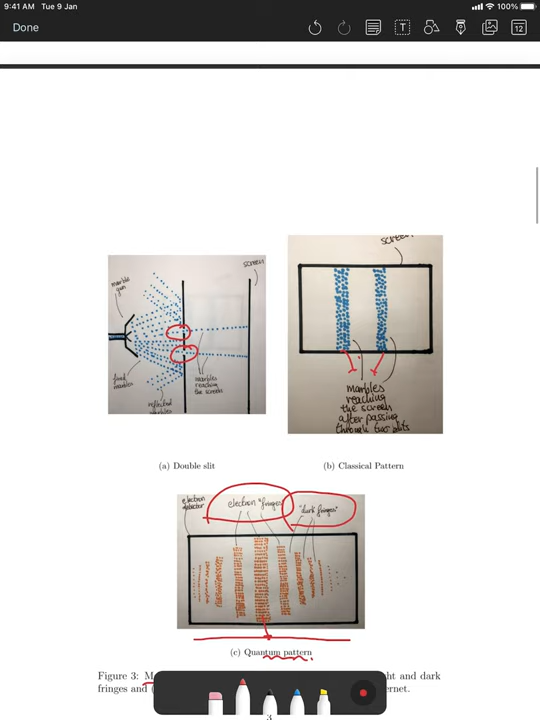 9:41 AM Tue 9 Jan
100%
Done
T
12
screen
marble
gun
fired
marbles
reflected
marbles
marbles
reaching
the screen
screen
marbles
reaching
the screen
after passing
through two slits
(a) Double slit
(b) Classical Pattern
electron
detector
electron "fringes"
"dark fringes"
(c) Quantum pattern
Figure 3: M
ht and dark
fringes and (
ernet.
3